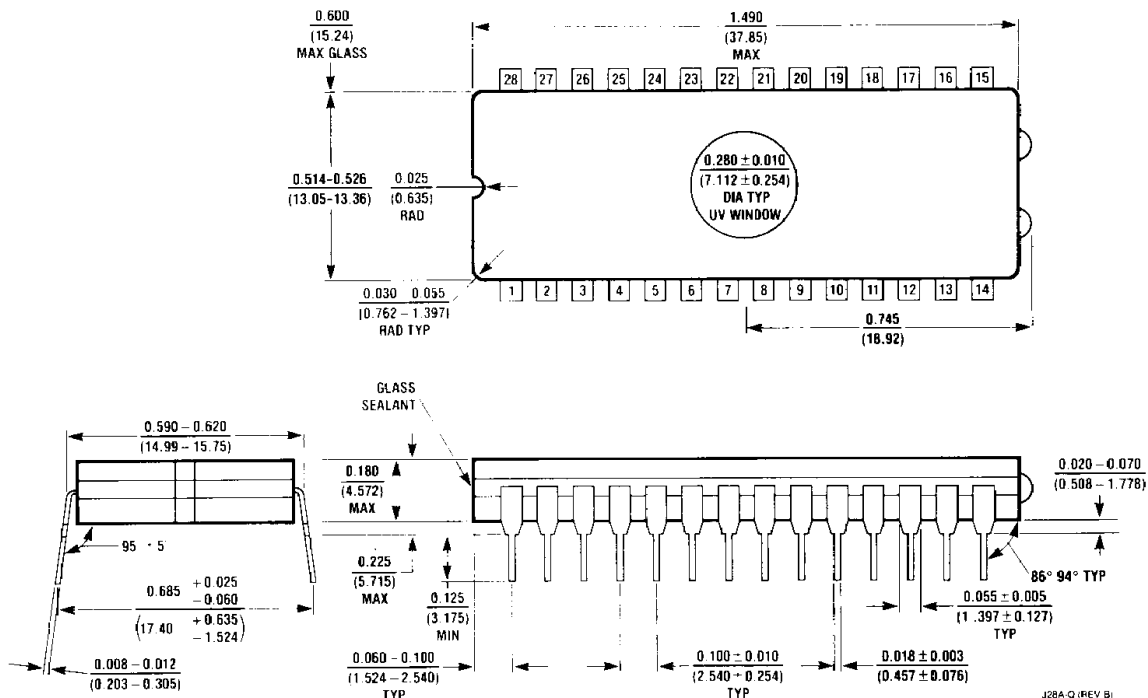 0.600
(15.24)
MAX GLASS
1.490
(37.85)
MAX
28 27 26 25 24 23 22 21 20 19 18 17 16 15
0.514-0.526
(13.05-13.36)
0.025
(0.635)
RAD
0.280 ± 0.010
(7.112 ± 0.254)
DIA TYP
UV WINDOW
0.030 0.055
(0.762 - 1.397)
RAD TYP
1 2 3 4 5 6 7 8 9 10 11 12 13 14
0.745
(18.92)
GLASS
SEALANT
0.590 - 0.620
(14.99 - 15.75)
0.180
(4.572)
MAX
0.020 - 0.070
(0.508 - 1.778)
95 · 5
0.225
(5.715)
MAX
0.125
(3.175)
MIN
86° 94° TYP
0.685 + 0.025
- 0.060
(17.40 + 0.635
- 1.524)
0.055 ± 0.005
(1.397 ± 0.127)
TYP
0.008 - 0.012
(0.203 - 0.305)
0.060 - 0.100
(1.524 - 2.540)
TYP
0.100 ± 0.010
(2.540 ± 0.254)
TYP
0.018 ± 0.003
(0.457 ± 0.076)
J28A-Q (REV B)